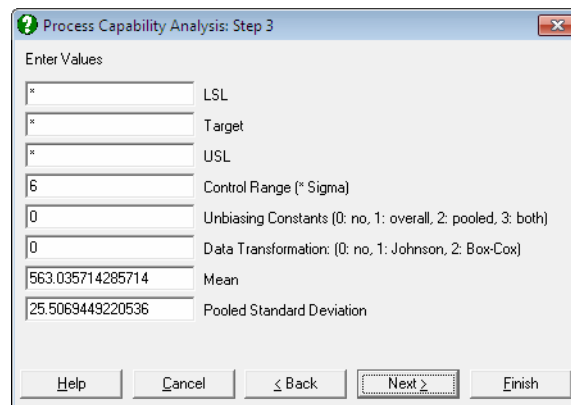 Process Capability Analysis: Step 3
Enter Values
* LSL
* Target
* USL
6 Control Range (* Sigma)
0 Unbiasing Constants (0: no, 1: overall, 2: pooled, 3: both)
0 Data Transformation: (0: no, 1: Johnson, 2: Box-Cox)
563.035714285714 Mean
25.5069449220536 Pooled Standard Deviation
Help Cancel < Back Next > Finish